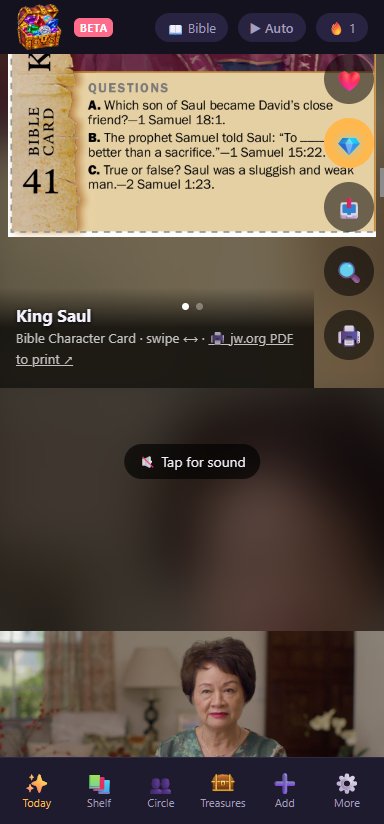 BETA
Bible
Auto
1
BIBLE
CARD
41
QUESTIONS
A. Which son of Saul became David's close
friend?—1 Samuel 18:1.
B. The prophet Samuel told Saul: "To ____
better than a sacrifice."—1 Samuel 15:22.
C. True or false? Saul was a sluggish and weak
man.—2 Samuel 1:23.
King Saul
Bible Character Card · swipe ↔ · jw.org PDF
to print ↗
Tap for sound
Today
Shelf
Circle
Treasures
Add
More